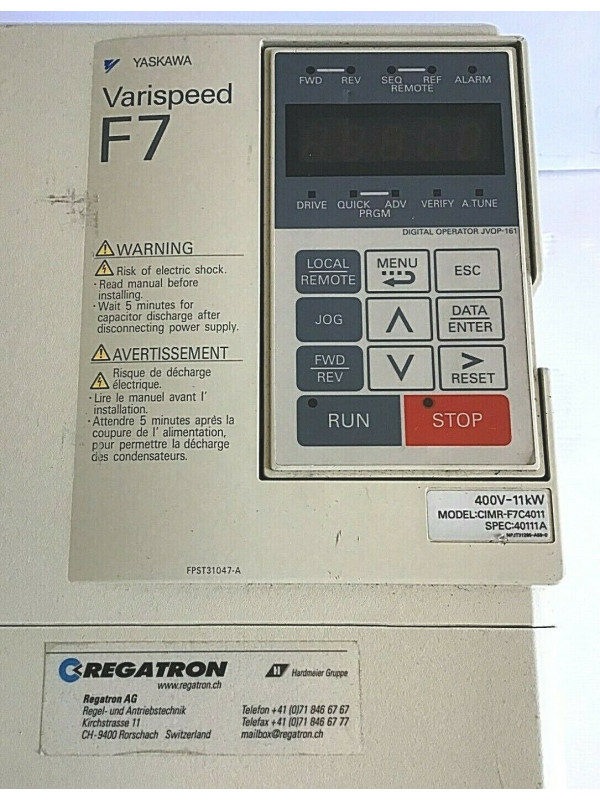 YASKAWA
Varispeed
F7
FWD REV SEQ REF ALARM
REMOTE
DRIVE QUICK ADV VERIFY A.TUNE
PRGM
DIGITAL OPERATOR JVOP-161
LOCAL
REMOTE
MENU
ESC
JOG
DATA
ENTER
FWD
REV
>
RESET
RUN
STOP
WARNING
Risk of electric shock.
· Read manual before
installing.
· Wait 5 minutes for
capacitor discharge after
disconnecting power supply.
AVERTISSEMENT
Risque de décharge
électrique.
· Lire le manuel avant l'
installation.
· Attendre 5 minutes après la
coupure de l' alimentation,
pour permettre la décharge
des condensateurs.
400V-11kW
MODEL:CIMR-F7C4011
SPEC:40111A
FPST31047-A
REGATRON
www.regatron.ch
Hardmeier Gruppe
Regatron AG
Regel- und Antriebstechnik
Kirchstrasse 11
CH-9400 Rorschach Switzerland
Telefon +41 (0)71 846 67 67
Telefax +41 (0)71 846 67 77
mailbox@regatron.ch